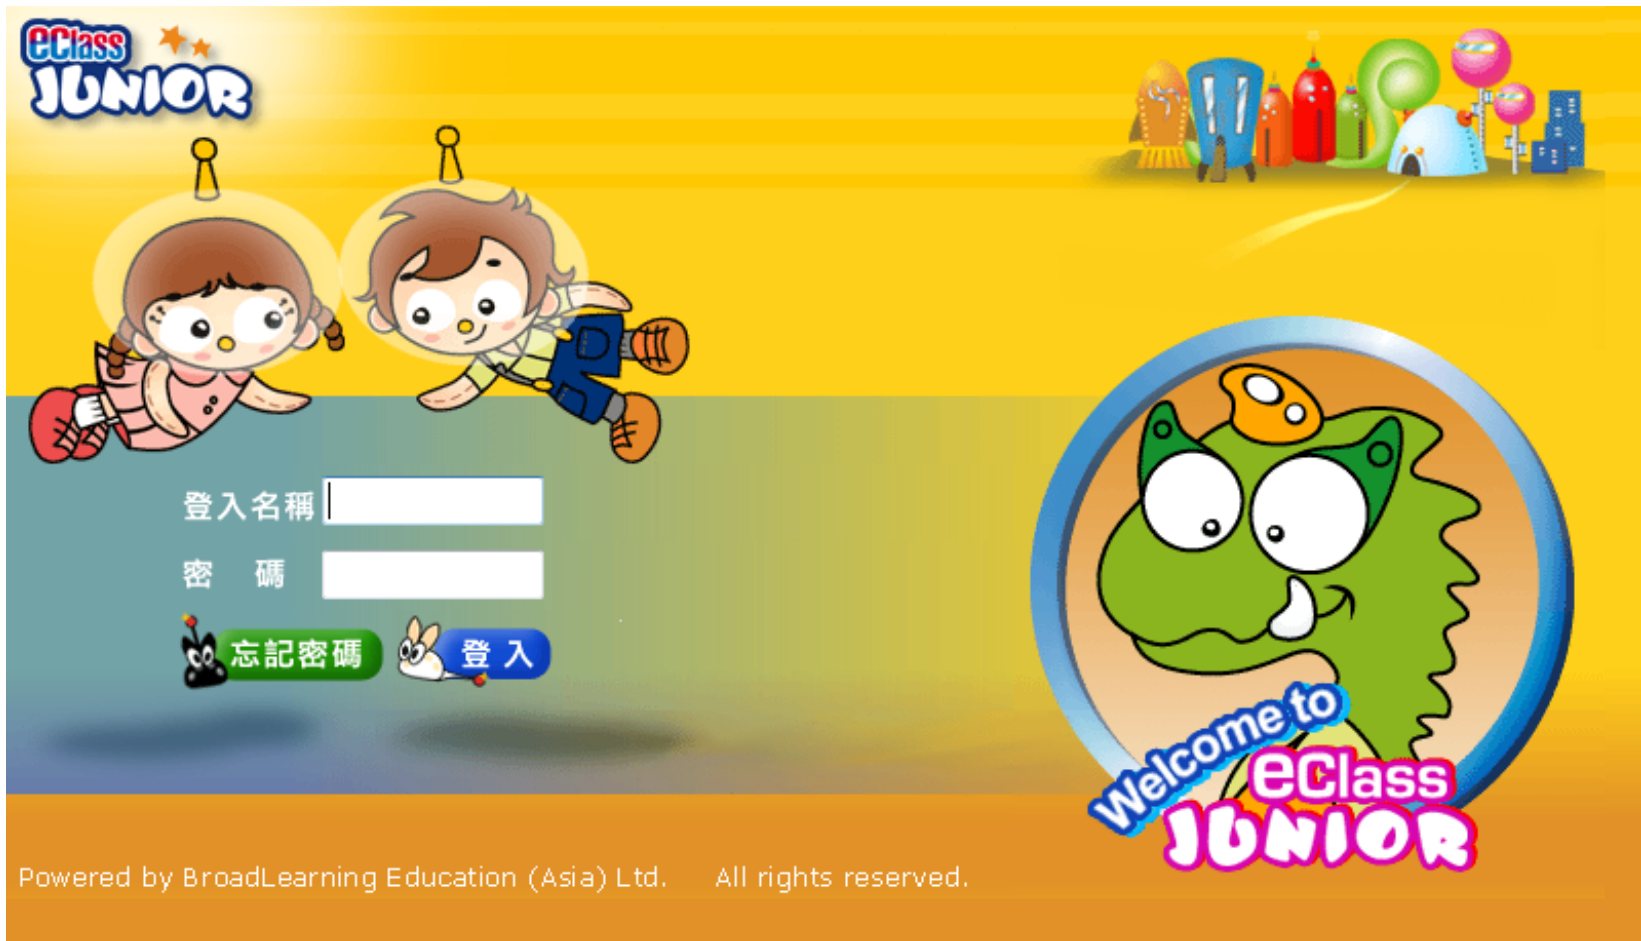 eClass
JUNIOR
登入名稱
密 碼
忘記密碼
登入
Welcome to
eClass
JUNIOR
Powered by BroadLearning Education (Asia) Ltd. All rights reserved.